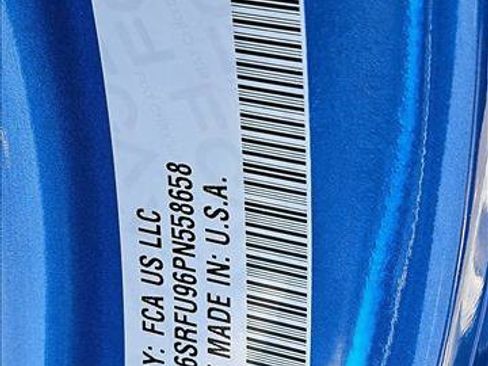 Y: FCA US LLC
6SRFU96PN558658
MADE IN: U.S.A.